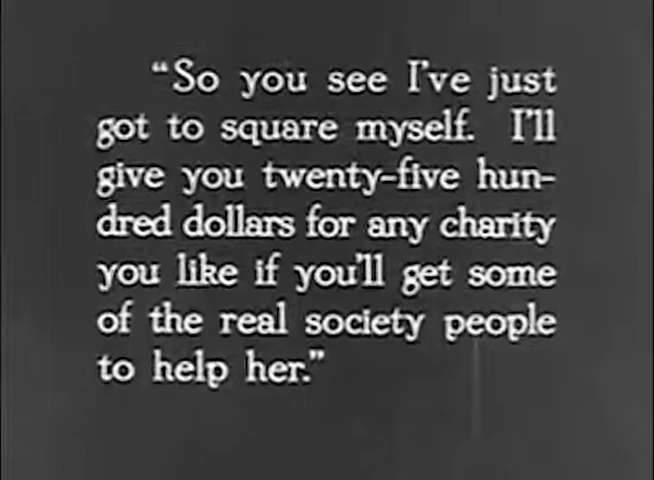 “So you see I’ve just
got to square myself. I’ll
give you twenty-five hun-
dred dollars for any charity
you like if you’ll get some
of the real society people
to help her.”